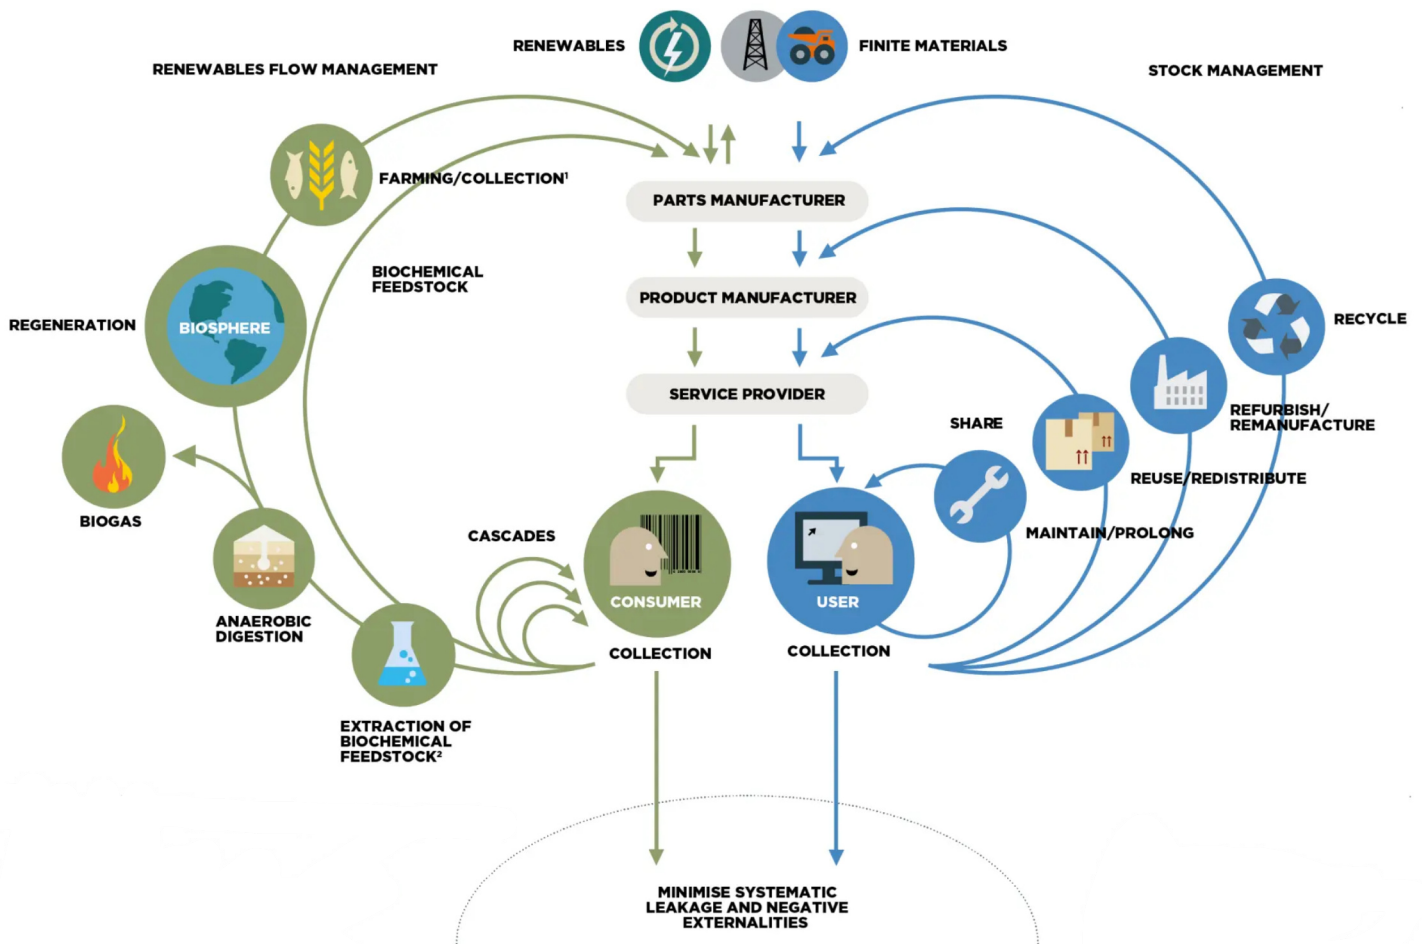 RENEWABLES
FINITE MATERIALS
RENEWABLES FLOW MANAGEMENT
STOCK MANAGEMENT
FARMING/COLLECTION¹
PARTS MANUFACTURER
BIOCHEMICAL
FEEDSTOCK
PRODUCT MANUFACTURER
REGENERATION
BIOSPHERE
RECYCLE
SERVICE PROVIDER
SHARE
REFURBISH/
REMANUFACTURE
REUSE/REDISTRIBUTE
BIOGAS
CASCADES
MAINTAIN/PROLONG
CONSUMER
USER
ANAEROBIC
DIGESTION
COLLECTION
COLLECTION
EXTRACTION OF
BIOCHEMICAL
FEEDSTOCK²
MINIMISE SYSTEMATIC
LEAKAGE AND NEGATIVE
EXTERNALITIES